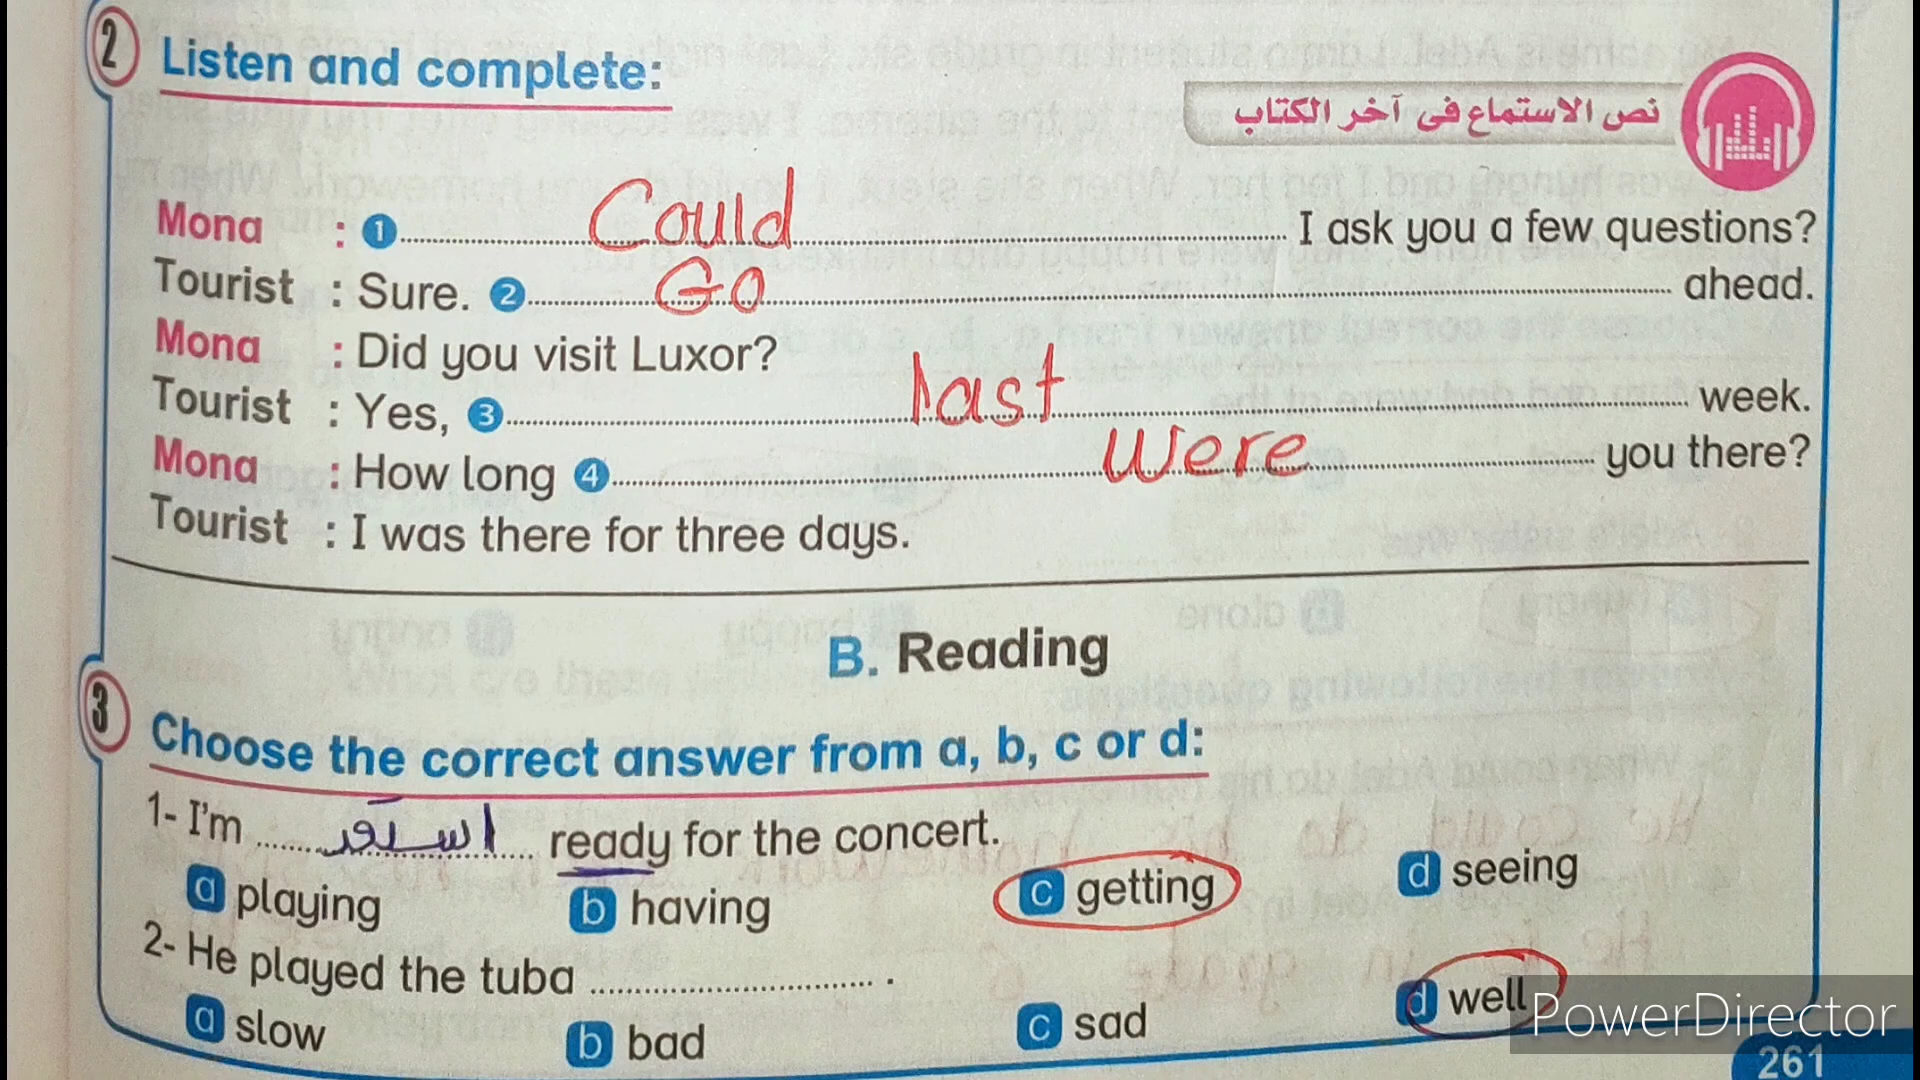 2 Listen and complete:
نص الاستماع فى آخر الكتاب
Mona : 1 Could I ask you a few questions?
Tourist : Sure. 2 Go ahead.
Mona : Did you visit Luxor?
Tourist : Yes, 3 last week.
Mona : How long 4 were you there?
Tourist : I was there for three days.
B. Reading
3 Choose the correct answer from a, b, c or d:
1- I'm ........ ready for the concert.
a playing b having c getting d seeing
2- He played the tuba ........ .
a slow b bad c sad d well
PowerDirector
261